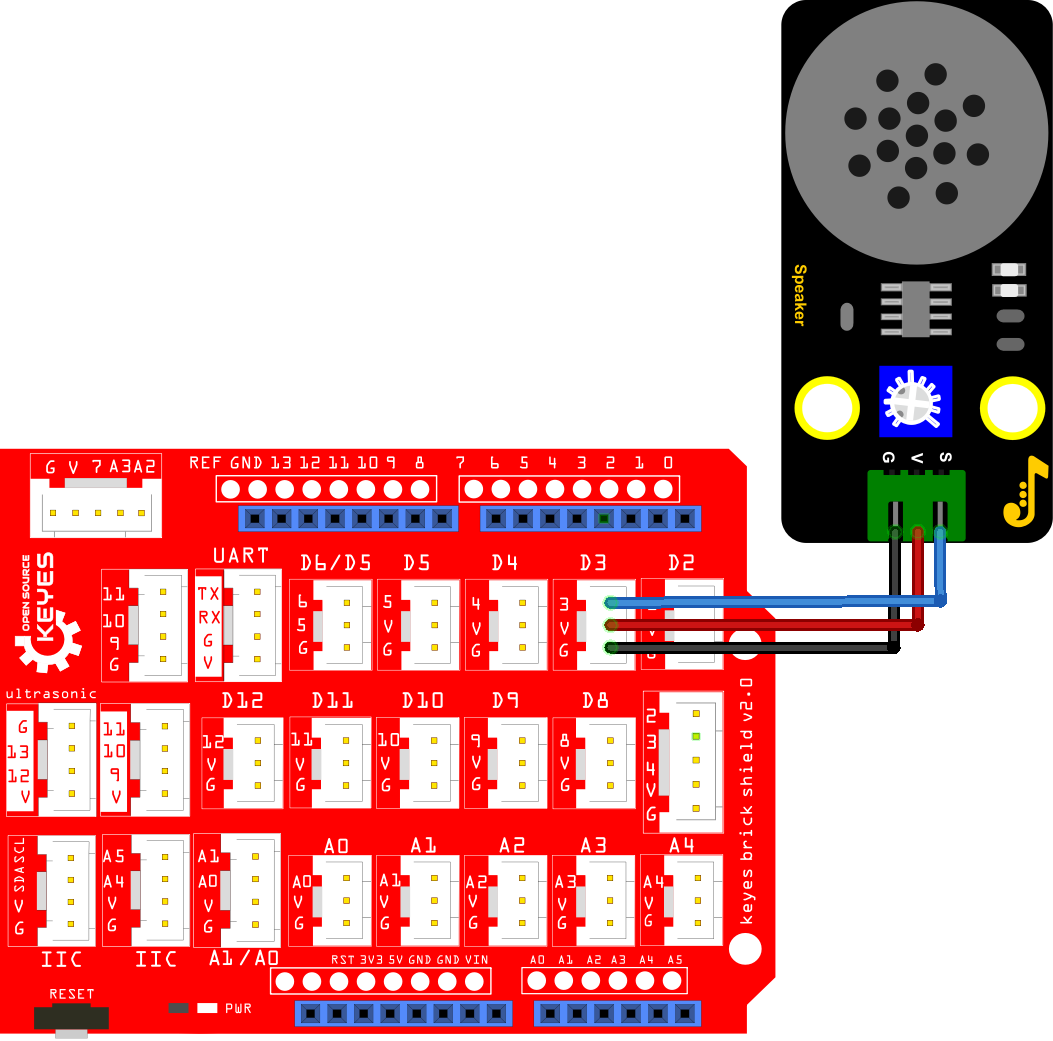 Speaker
G V S
G V 7 A3A2
REF GND 13 12 11 10 9 8 7 6 5 4 3 2 1 0
OPEN SOURCE
KEYES
UART
D6/D5
D5
D4
D3
D2
11
10
9
G
TX
RX
G
V
6
5
G
5
V
G
4
V
G
3
V
G
G
ultrasonic
D12
D11
D10
D9
D8
G
13
12
V
11
10
9
V
12
V
G
11
V
G
10
V
G
9
V
G
8
V
G
2
3
4
V
G
keyes brick shield v2.0
A0
A1
A2
A3
A4
SCL
SDA
V
G
A5
A4
V
G
A1
A0
V
G
A0
V
G
A1
V
G
A2
V
G
A3
V
G
A4
V
G
IIC
IIC
A1/A0
RST 3V3 5V GND GND VIN
A0 A1 A2 A3 A4 A5
RESET
PWR